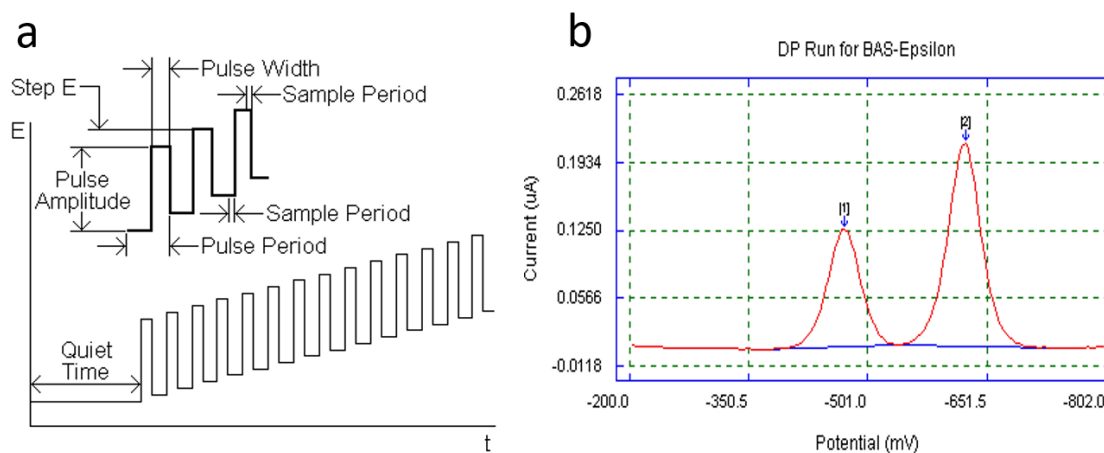 a
Pulse Width
Step E
Sample Period
E
Pulse
Amplitude
Sample Period
Pulse Period
Quiet
Time
t
b
DP Run for BAS-Epsilon
Current (uA)
0.2618
0.1934
0.1250
0.0566
-0.0118
[1]
[2]
-200.0 -350.5 -501.0 -651.5 -802.0
Potential (mV)